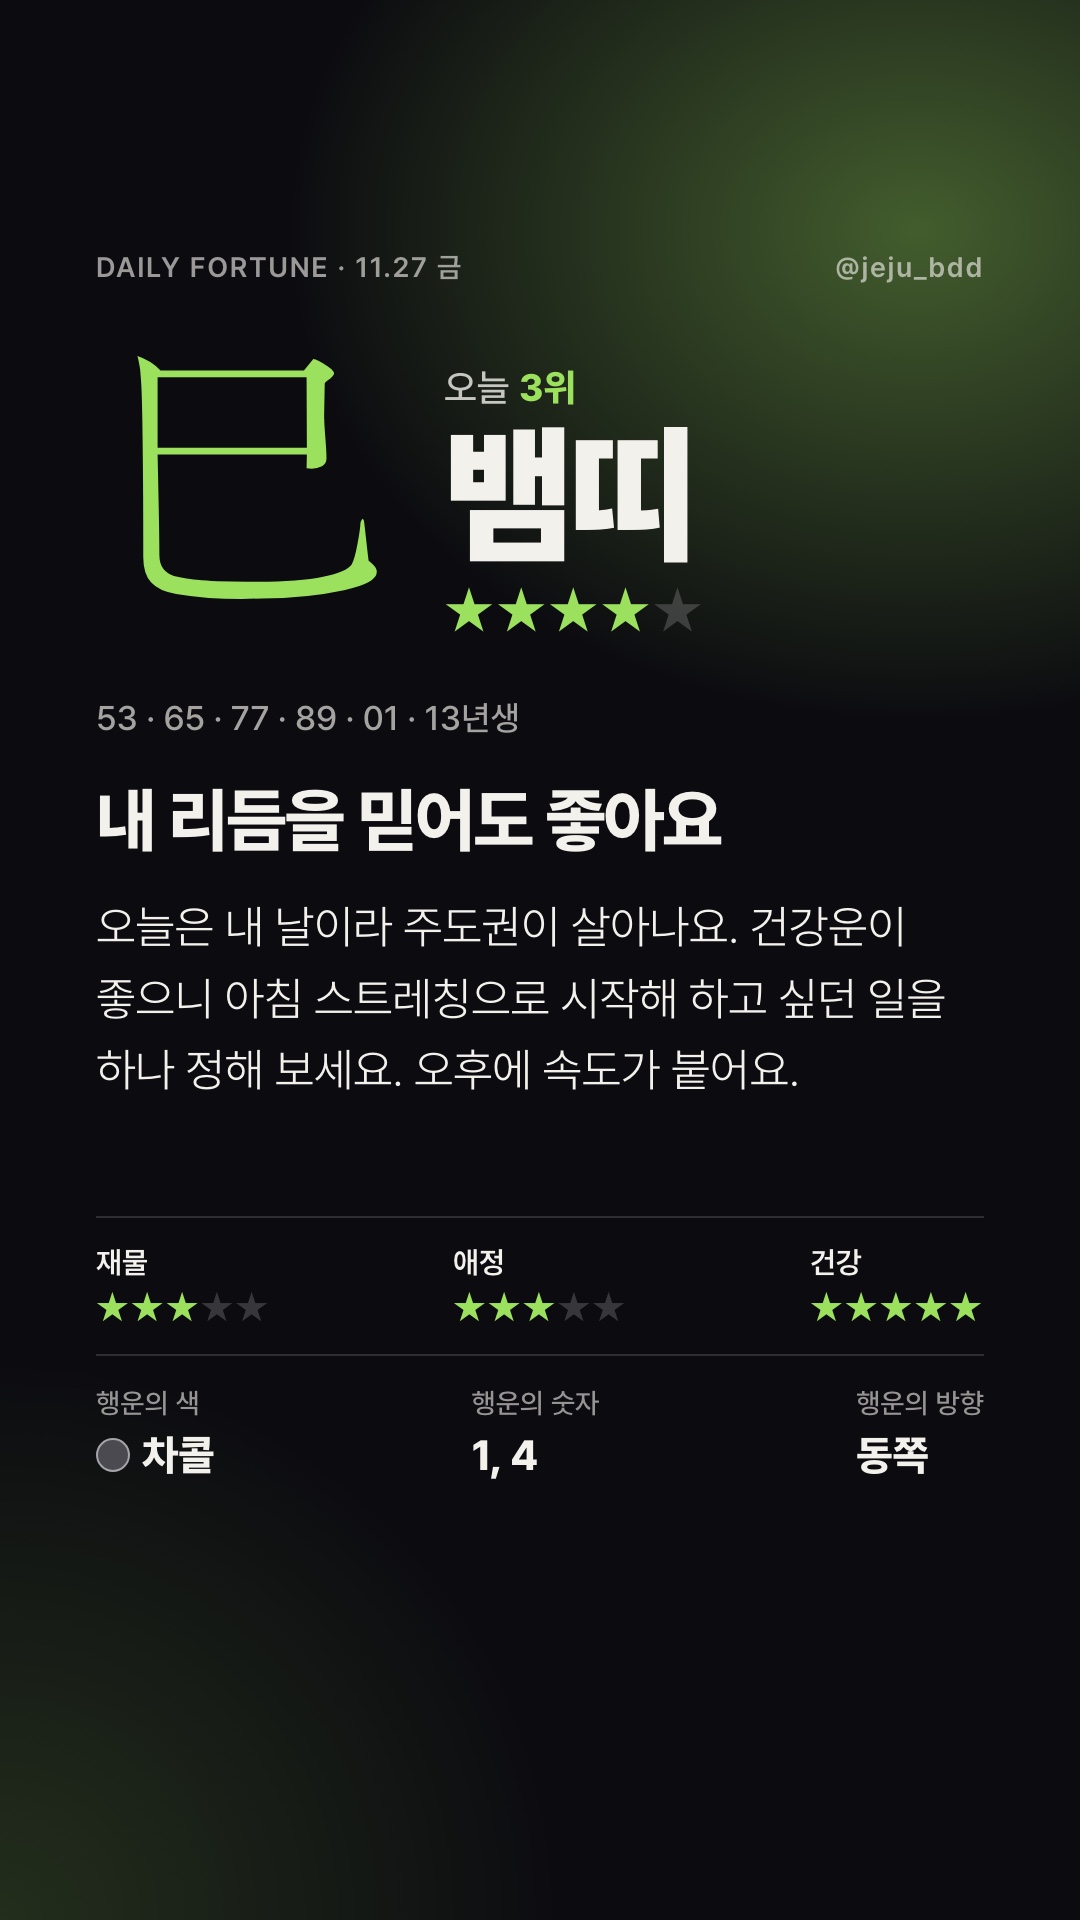 DAILY FORTUNE · 11.27 금
@jeju_bdd
巳
오늘 3위
뱀띠
★★★★★
53 · 65 · 77 · 89 · 01 · 13년생
내 리듬을 믿어도 좋아요
오늘은 내 날이라 주도권이 살아나요. 건강운이
좋으니 아침 스트레칭으로 시작해 하고 싶던 일을
하나 정해 보세요. 오후에 속도가 붙어요.
재물 애정 건강
★★★★★ ★★★★★ ★★★★★
행운의 색 행운의 숫자 행운의 방향
차콜 1, 4 동쪽